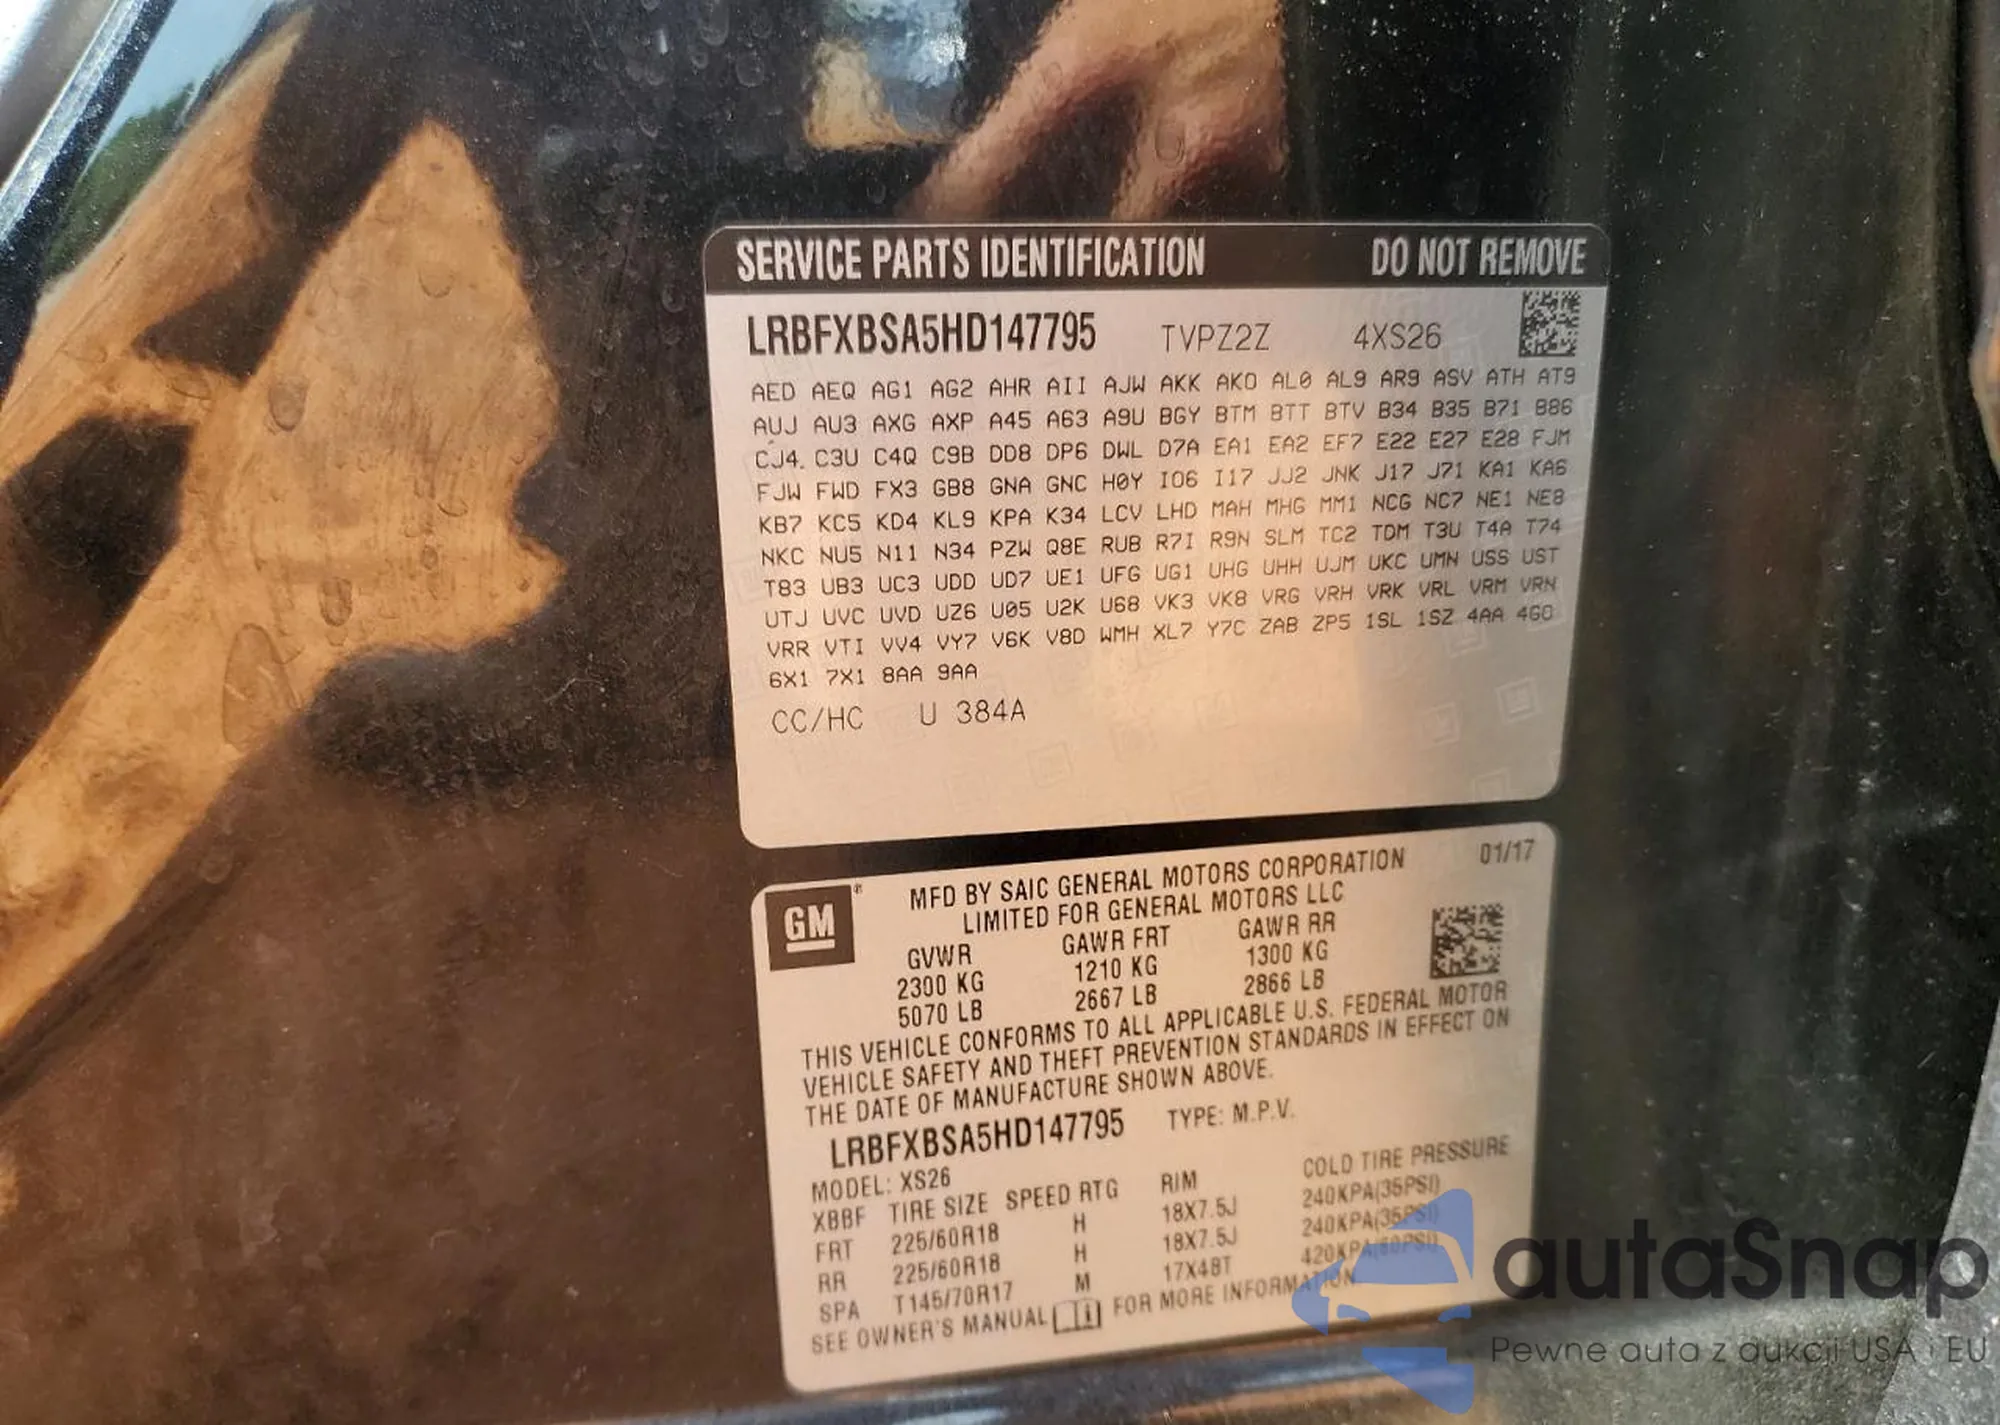 SERVICE PARTS IDENTIFICATION DO NOT REMOVE
LRBFXBSA5HD147795 TVPZ2Z 4XS26
AED AEQ AG1 AG2 AHR AII AJW AKK AKO AL0 AL9 AR9 ASV ATH AT9
AUJ AU3 AXG AXP A45 A63 A9U BGY BTM BTT BTV B34 B35 B71 B86
CJ4 C3U C4Q C9B DD8 DP6 DWL D7A EA1 EA2 EF7 E22 E27 E28 FJM
FJW FWD FX3 GB8 GNA GNC H0Y IO6 I17 JJ2 JNK J17 J71 KA1 KA6
KB7 KC5 KD4 KL9 KPA K34 LCV LHD MAH MHG MM1 NCG NC7 NE1 NE8
NKC NU5 N11 N34 PZW Q8E RUB R7I R9N SLM TC2 TDM T3U T4A T74
T83 UB3 UC3 UDD UD7 UE1 UFG UG1 UHG UHH UJM UKC UMN USS UST
UTJ UVC UVD UZ6 U05 U2K U68 VK3 VK8 VRG VRH VRK VRL VRM VRN
VRR VTI VV4 VY7 V6K V8D WMH XL7 Y7C ZAB ZP5 1SL 1SZ 4AA 4G0
6X1 7X1 8AA 9AA
CC/HC U 384A
GM® MFD BY SAIC GENERAL MOTORS CORPORATION 01/17
LIMITED FOR GENERAL MOTORS LLC
GVWR GAWR FRT GAWR RR
2300 KG 1210 KG 1300 KG
5070 LB 2667 LB 2866 LB
THIS VEHICLE CONFORMS TO ALL APPLICABLE U.S. FEDERAL MOTOR
VEHICLE SAFETY AND THEFT PREVENTION STANDARDS IN EFFECT ON
THE DATE OF MANUFACTURE SHOWN ABOVE.
LRBFXBSA5HD147795 TYPE: M.P.V.
MODEL: XS26
XBBF TIRE SIZE SPEED RTG RIM COLD TIRE PRESSURE
FRT 225/60R18 H 18X7.5J 240KPA(35PSI)
RR 225/60R18 H 18X7.5J 240KPA(35PSI)
SPA T145/70R17 M 17X4BT 420KPA(60PSI)
SEE OWNER'S MANUAL FOR MORE INFORMATION
autaSnap
Pewne auta z aukcji USA i EU